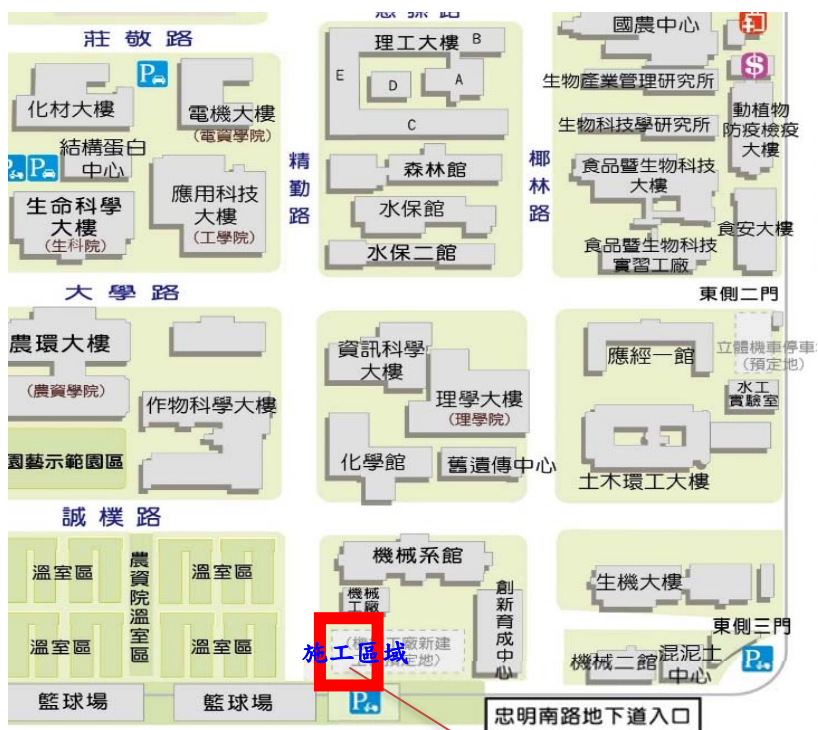 莊敬路
理工大樓
B
E
D
A
C
國農中心
$
P
化材大樓
電機大樓
(電資學院)
生物產業管理研究所
生物科技學研究所
動植物
防疫檢疫
大樓
結構蛋白
中心
P
精勤路
森林館
椰林路
食品暨生物科技
大樓
生命科學
大樓
(生科院)
應用科技
大樓
(工學院)
水保館
水保二館
食品暨生物科技
實習工廠
食安大樓
大學路
東側二門
農環大樓
(農資學院)
作物科學大樓
資訊科學
大樓
理學大樓
(理學院)
應經一館
立體機車停車
(預定地)
水工
實驗室
園藝示範園區
化學館
舊遺傳中心
土木環工大樓
誠樸路
溫室區
農資院溫室區
溫室區
機械系館
機械
工廠
創新育成中心
生機大樓
溫室區
溫室區
施工區域
東側三門
機械二館
混泥土
中心
P
籃球場
籃球場
P
忠明南路地下道入口